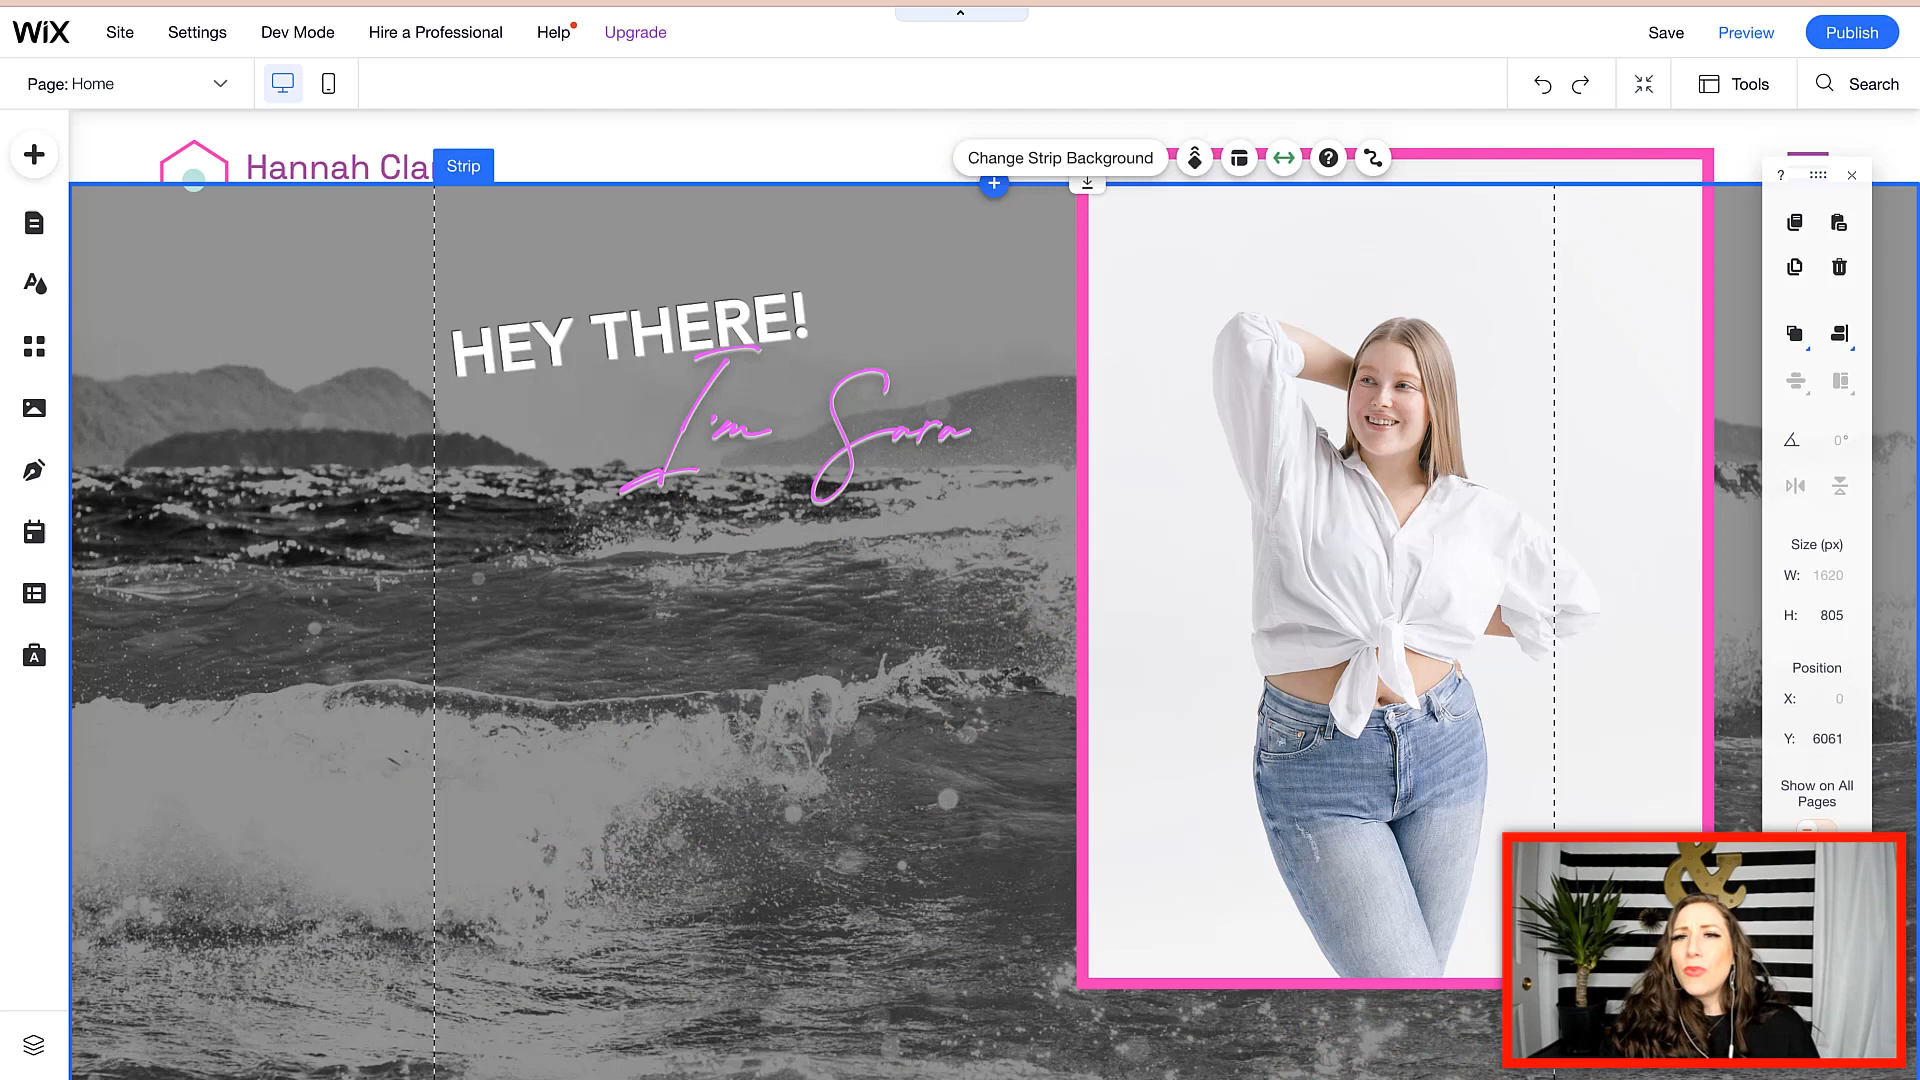 WiX Site Settings Dev Mode Hire a Professional Help Upgrade Save Preview Publish
Page: Home Tools Search
Hannah Cla
Strip
Change Strip Background
HEY THERE!
I'm Sara
0°
Size (px)
W: 1620
H: 805
Position
X: 0
Y: 6061
Show on All
Pages
&